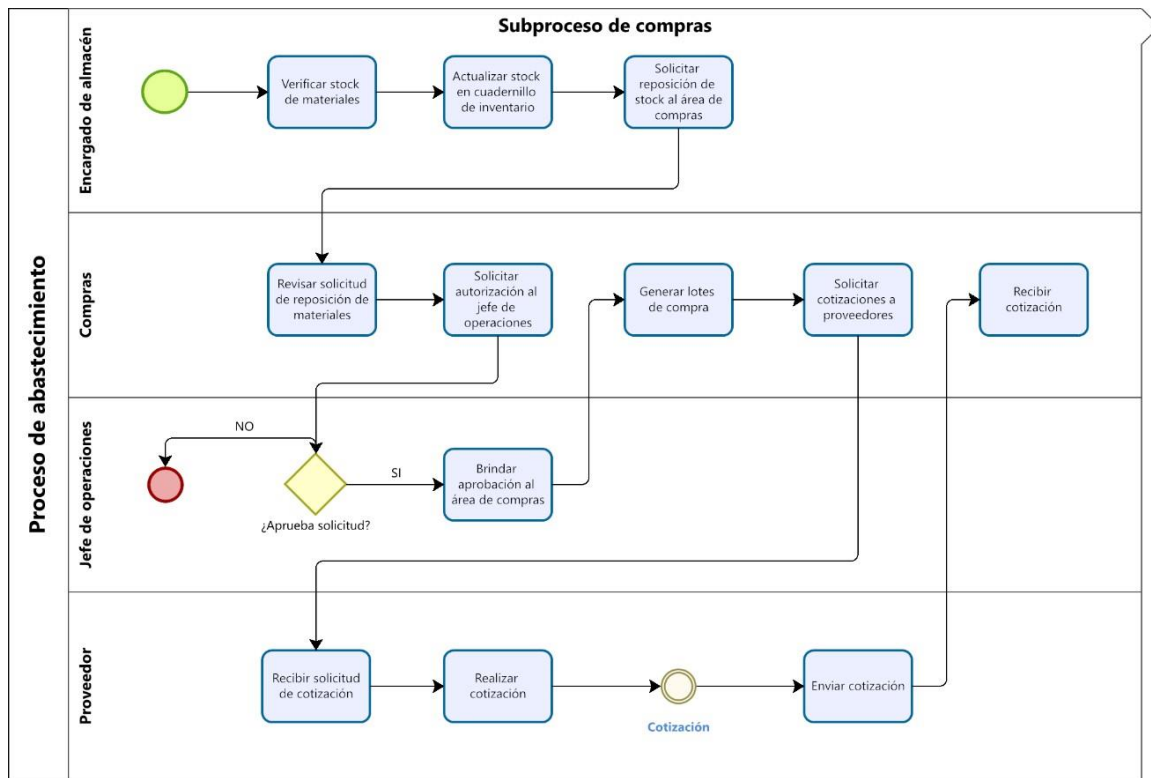 Subproceso de compras
Proceso de abastecimiento
Encargado de almacén
Verificar stock
de materiales
Actualizar stock
en cuadernillo
de inventario
Solicitar
reposición de
stock al área de
compras
Compras
Revisar solicitud
de reposición de
materiales
Solicitar
autorización al
jefe de
operaciones
Generar lotes
de compra
Solicitar
cotizaciones a
proveedores
Recibir
cotización
Jefe de operaciones
NO
¿Aprueba solicitud?
SI
Brindar
aprobación al
área de compras
Proveedor
Recibir solicitud
de cotización
Realizar
cotización
Cotización
Enviar cotización